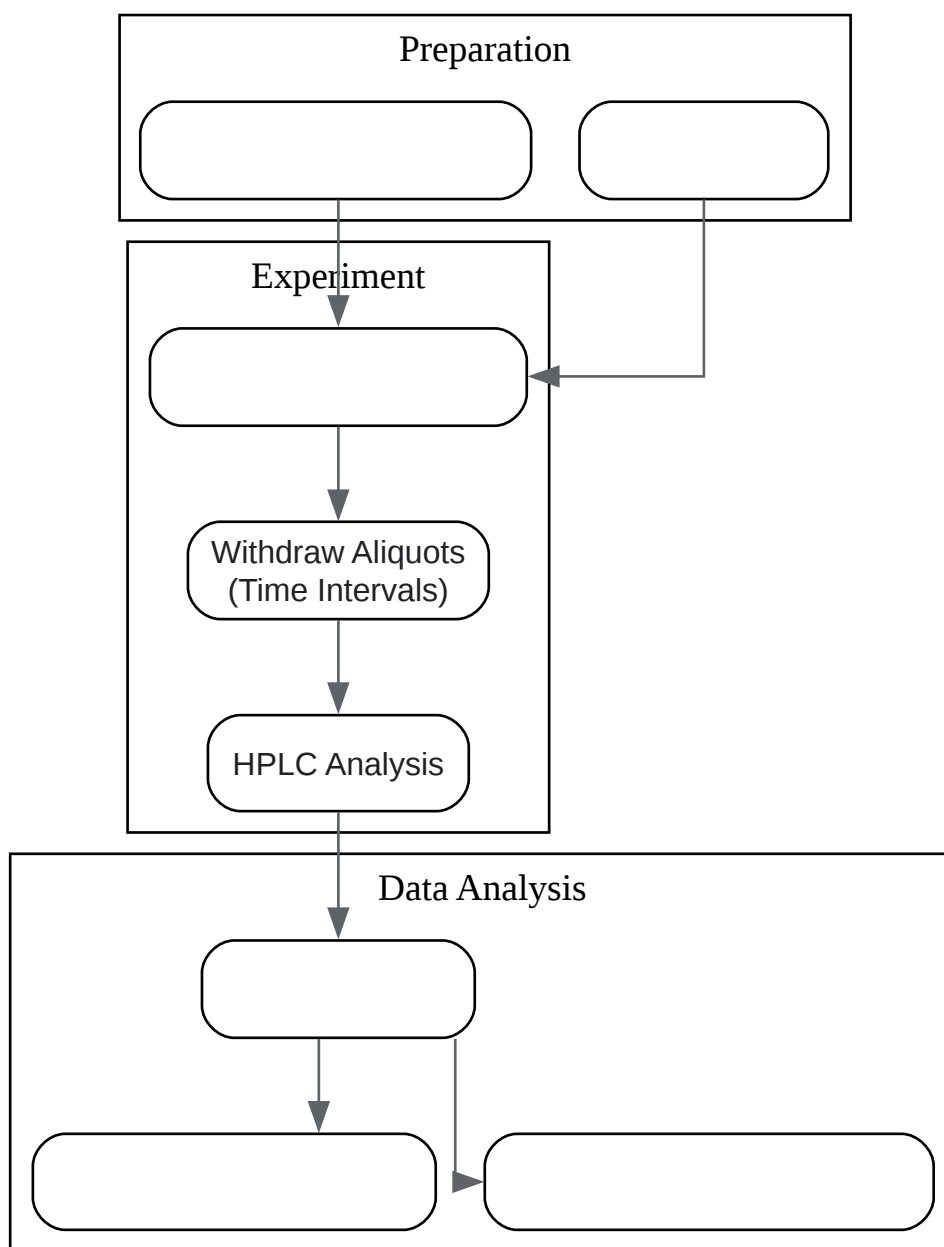 Preparation
Experiment
Withdraw Aliquots
(Time Intervals)
HPLC Analysis
Data Analysis